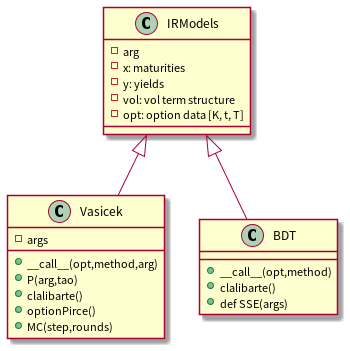 C IRModels
arg
x: maturities
y: yields
vol: vol term structure
opt: option data [K, t, T]
C Vasicek
args
__call__(opt,method,arg)
P(arg,tao)
clalibarte()
optionPirce()
MC(step,rounds)
C BDT
__call__(opt,method)
clalibarte()
def SSE(args)